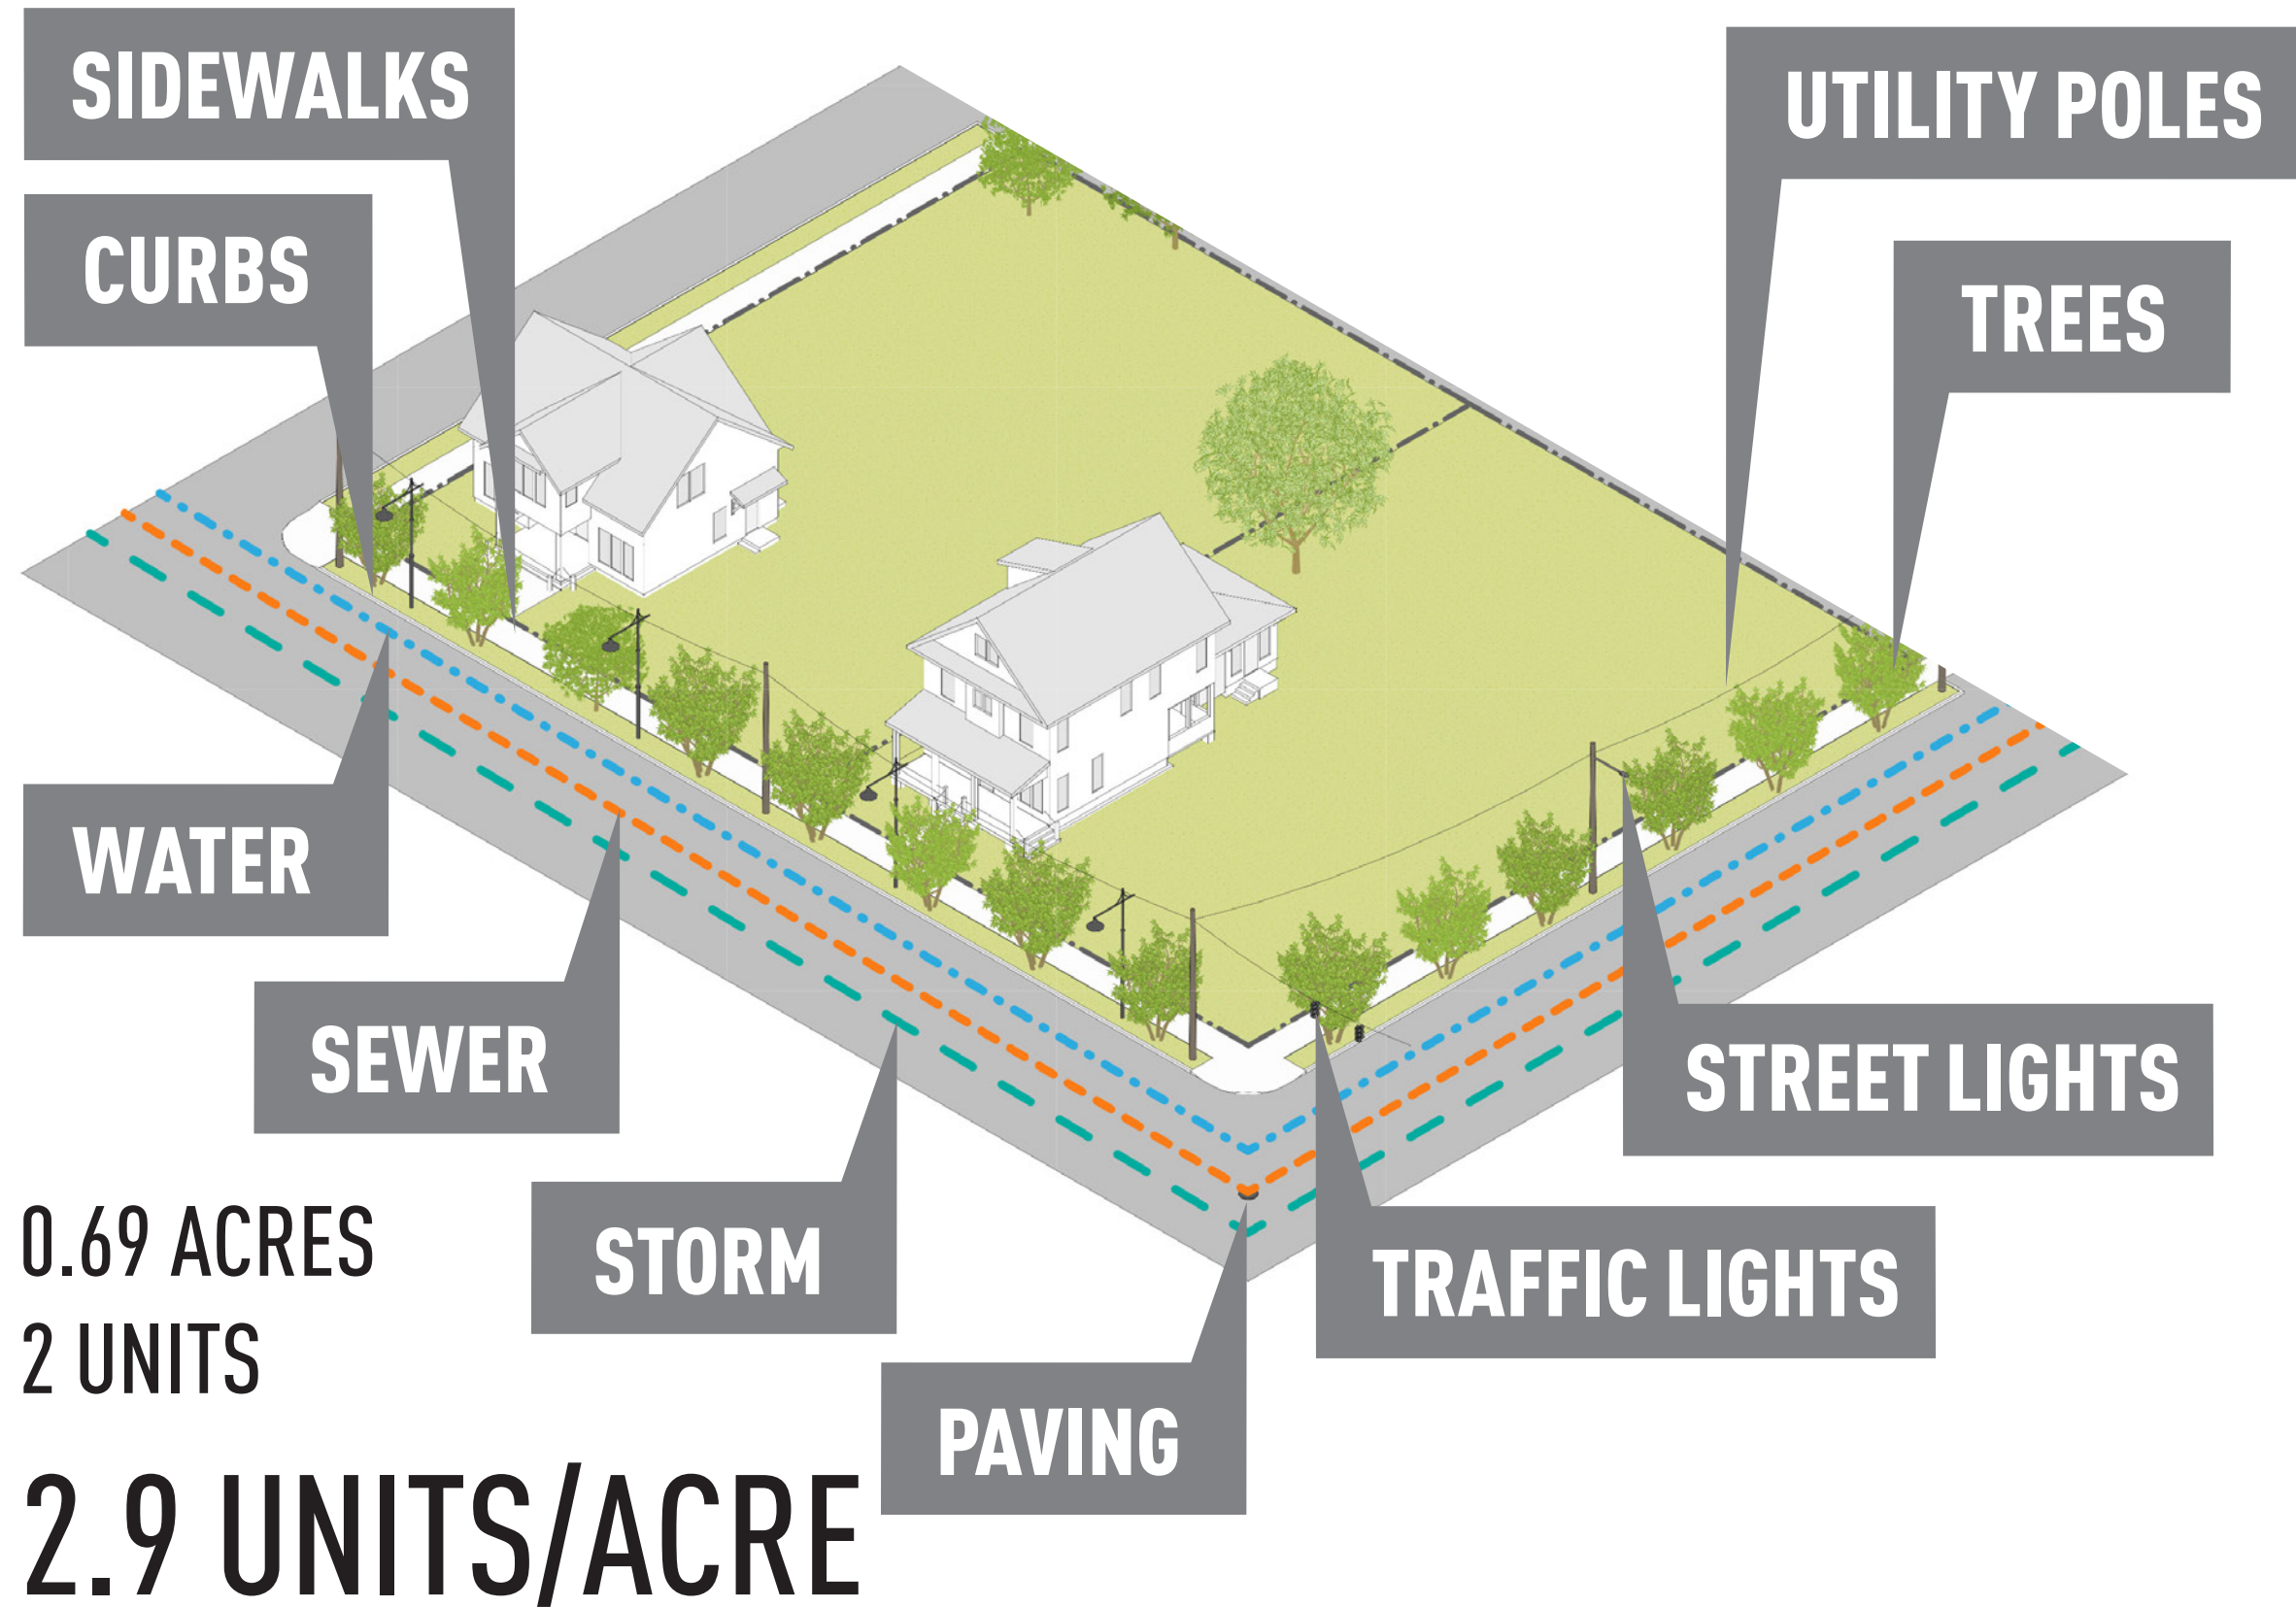 SIDEWALKS
UTILITY POLES
CURBS
TREES
WATER
SEWER
STREET LIGHTS
STORM
TRAFFIC LIGHTS
PAVING
0.69 ACRES
2 UNITS
2.9 UNITS/ACRE